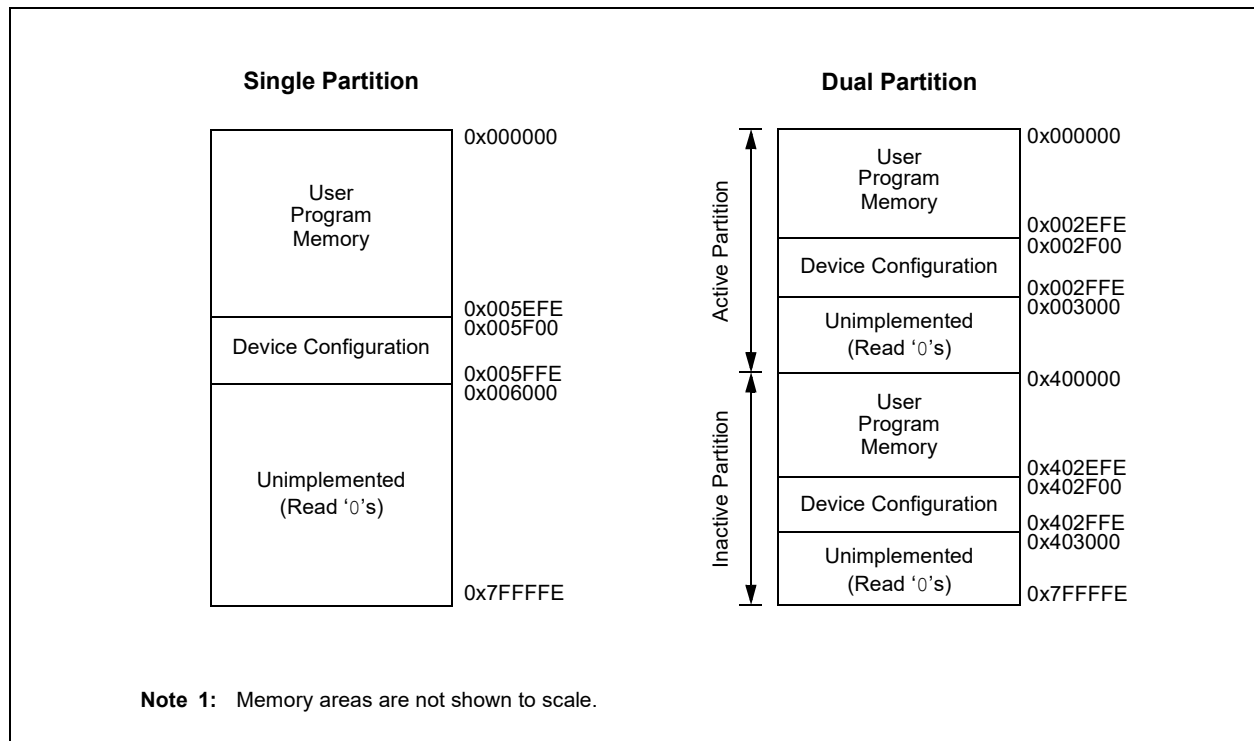 Single Partition
0x000000
User
Program
Memory
0x005EFE
0x005F00
Device Configuration
0x005FFE
0x006000
Unimplemented
(Read ‘0’s)
0x7FFFFE
Dual Partition
Active Partition
0x000000
User
Program
Memory
0x002EFE
0x002F00
Device Configuration
0x002FFE
0x003000
Unimplemented
(Read ‘0’s)
Inactive Partition
0x400000
User
Program
Memory
0x402EFE
0x402F00
Device Configuration
0x402FFE
0x403000
Unimplemented
(Read ‘0’s)
0x7FFFFE
Note 1: Memory areas are not shown to scale.